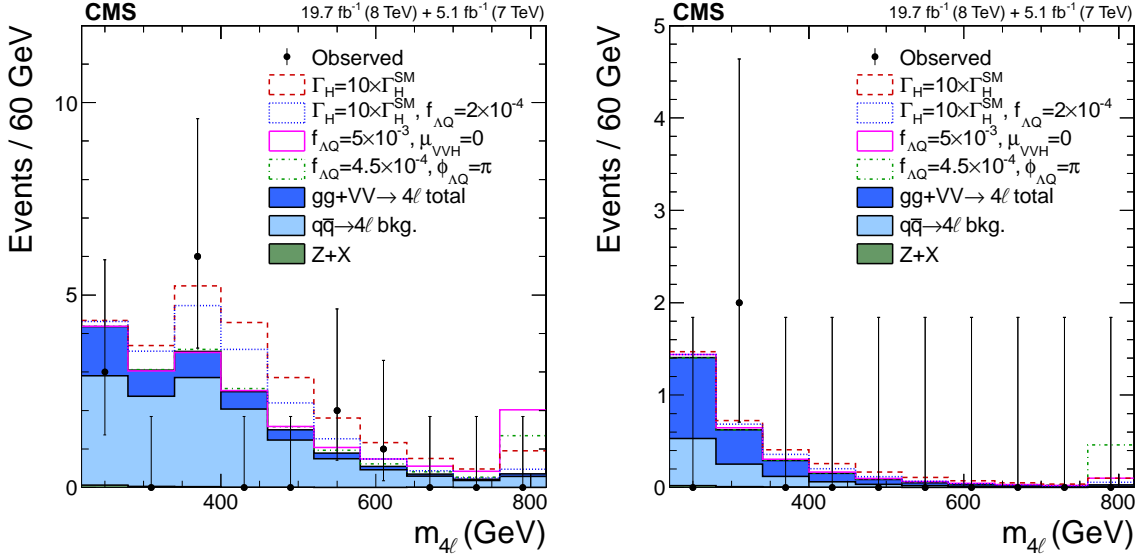 CMS 19.7 fb⁻¹ (8 TeV) + 5.1 fb⁻¹ (7 TeV)
Events / 60 GeV
10
5
0
Observed
Γ_H=10×Γ_H^SM
Γ_H=10×Γ_H^SM, f_ΛQ=2×10⁻⁴
f_ΛQ=5×10⁻³, μ_VVH=0
f_ΛQ=4.5×10⁻⁴, ϕ_ΛQ=π
gg+VV→ 4ℓ total
qq̅→4ℓ bkg.
Z+X
400 600 800
m_4ℓ (GeV)
CMS 19.7 fb⁻¹ (8 TeV) + 5.1 fb⁻¹ (7 TeV)
Events / 60 GeV
5
4
3
2
1
0
Observed
Γ_H=10×Γ_H^SM
Γ_H=10×Γ_H^SM, f_ΛQ=2×10⁻⁴
f_ΛQ=5×10⁻³, μ_VVH=0
f_ΛQ=4.5×10⁻⁴, ϕ_ΛQ=π
gg+VV→ 4ℓ total
qq̅→4ℓ bkg.
Z+X
400 600 800
m_4ℓ (GeV)